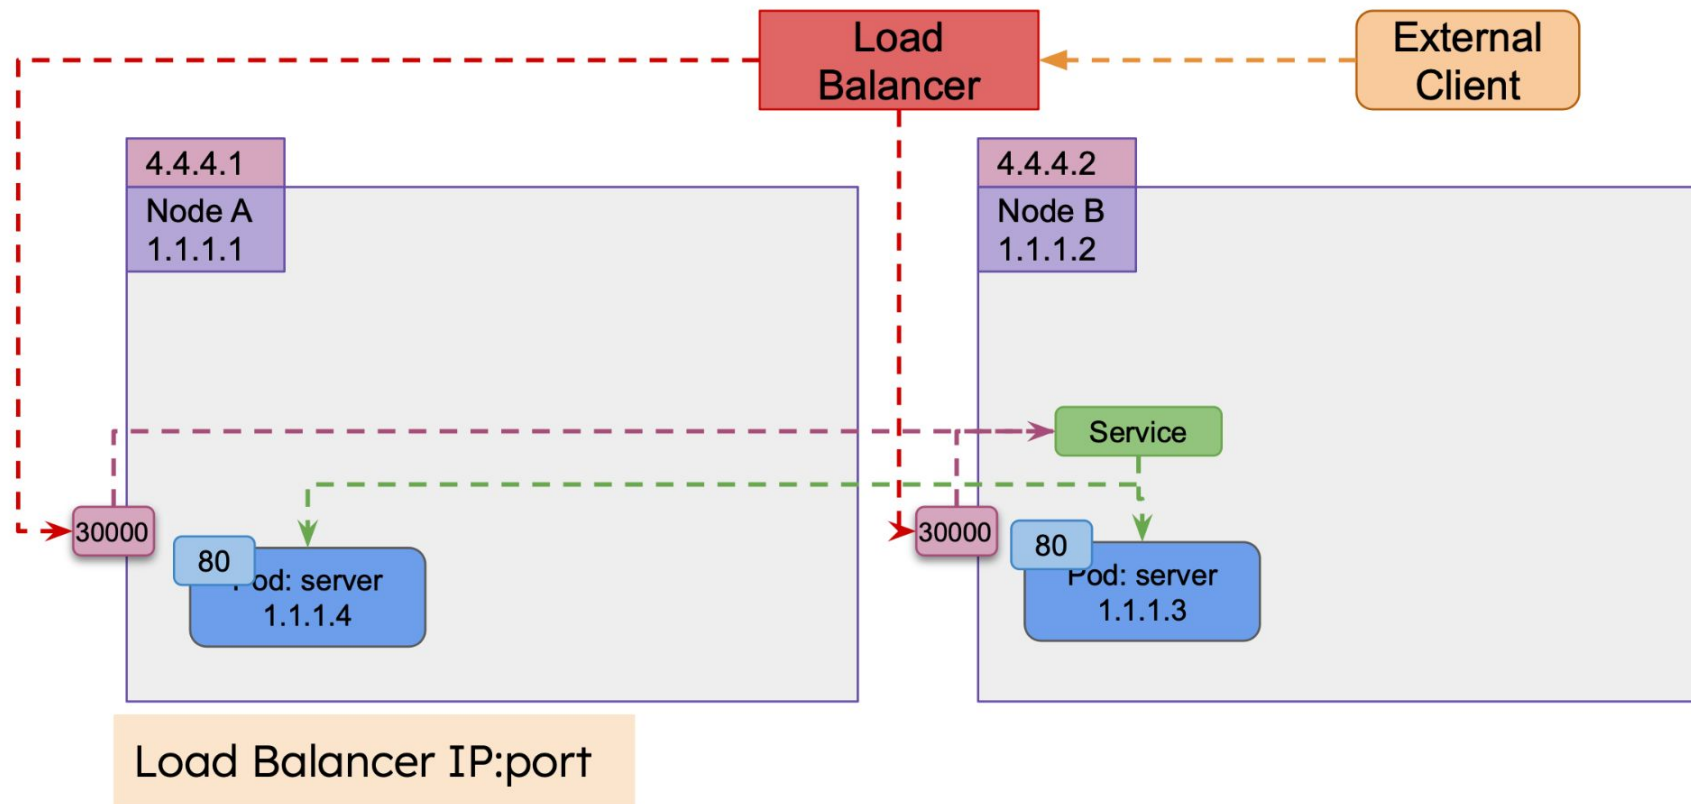 Load
Balancer
External
Client
4.4.4.1
Node A
1.1.1.1
4.4.4.2
Node B
1.1.1.2
Service
30000
80
Pod: server
1.1.1.4
30000
80
Pod: server
1.1.1.3
Load Balancer IP:port